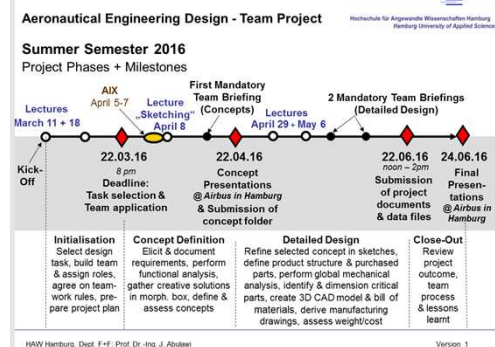 Aeronautical Engineering Design - Team Project
Hochschule für Angewandte Wissenschaften Hamburg
Hamburg University of Applied Science
Summer Semester 2016
Project Phases + Milestones
Lectures
March 11 + 18
AIX
April 5-7
Lecture
„Sketching"
April 8
First Mandatory
Team Briefing
(Concepts)
Lectures
April 29 + May 6
2 Mandatory Team Briefings
(Detailed Design)
Kick-
Off
22.03.16
8 pm
Deadline:
Task selection &
Team application
22.04.16
Concept
Presentations
@ Airbus in Hamburg
& Submission of
concept folder
22.06.16
noon – 2pm
Submission
of project
documents
& data files
24.06.16
Final
Presen-
tations
@ Airbus in
Hamburg
Initialisation
Select design
task, build team
& assign roles,
agree on team-
work rules, pre-
pare project plan
Concept Definition
Elicit & document
requirements, perform
functional analysis,
gather creative solutions
in morph. box, define &
assess concepts
Detailed Design
Refine selected concept in sketches,
define product structure & purchased
parts, perform global mechanical
analysis, identify & dimension critical
parts, create 3D CAD model & bill of
materials, derive manufacturing
drawings, assess weight/cost
Close-Out
Review
project
outcome,
team
process
& lessons
learnt
HAW Hamburg, Dept. F+F; Prof. Dr.-Ing. J. Abulawi
Version 1